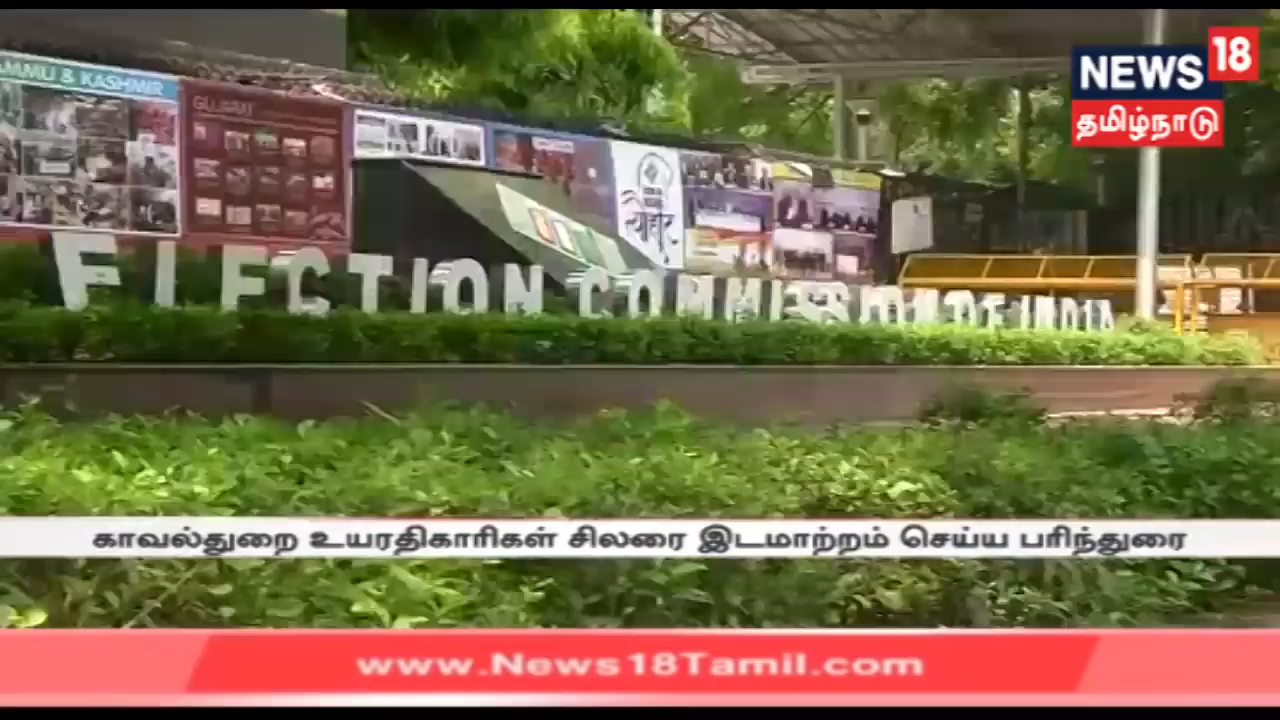 AMMU & KASHMIR
GUJARAT
NEWS 18
தமிழ்நாடு
त्योहार
ELECTION COMMISSION OF INDIA
காவல்துறை உயரதிகாரிகள் சிலரை இடமாற்றம் செய்ய பரிந்துரை
www.News18Tamil.com